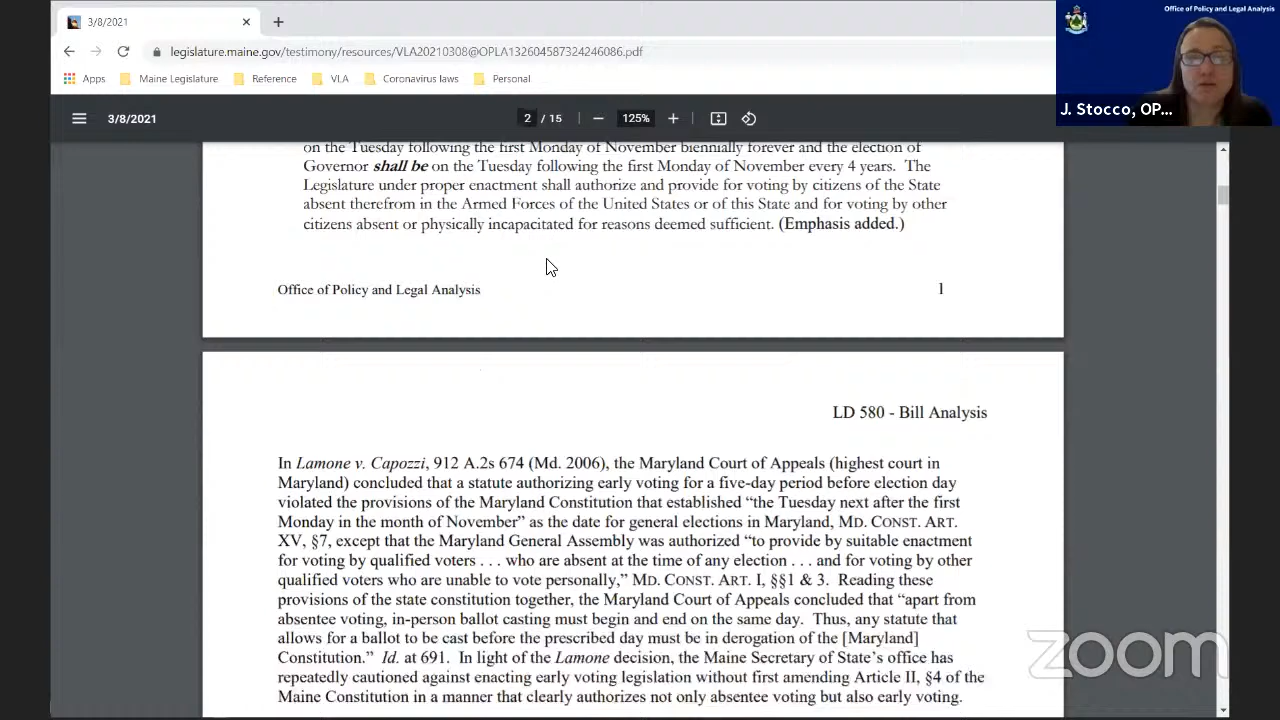 3/8/2021
Office of Policy and Legal Analysis
legislature.maine.gov/testimony/resources/VLA20210308@OPLA132604587324246086.pdf
Apps Maine Legislature Reference VLA Coronavirus laws Personal
J. Stocco, OP...
3/8/2021 2 / 15 125%
on the Tuesday following the first Monday of November biennially forever and the election of
Governor shall be on the Tuesday following the first Monday of November every 4 years. The
Legislature under proper enactment shall authorize and provide for voting by citizens of the State
absent therefrom in the Armed Forces of the United States or of this State and for voting by other
citizens absent or physically incapacitated for reasons deemed sufficient. (Emphasis added.)
Office of Policy and Legal Analysis 1
LD 580 - Bill Analysis
In Lamone v. Capozzi, 912 A.2s 674 (Md. 2006), the Maryland Court of Appeals (highest court in
Maryland) concluded that a statute authorizing early voting for a five-day period before election day
violated the provisions of the Maryland Constitution that established “the Tuesday next after the first
Monday in the month of November” as the date for general elections in Maryland, MD. CONST. ART.
XV, §7, except that the Maryland General Assembly was authorized “to provide by suitable enactment
for voting by qualified voters . . . who are absent at the time of any election . . . and for voting by other
qualified voters who are unable to vote personally,” MD. CONST. ART. I, §§1 & 3. Reading these
provisions of the state constitution together, the Maryland Court of Appeals concluded that “apart from
absentee voting, in-person ballot casting must begin and end on the same day. Thus, any statute that
allows for a ballot to be cast before the prescribed day must be in derogation of the [Maryland]
Constitution.” Id. at 691. In light of the Lamone decision, the Maine Secretary of State’s office has
repeatedly cautioned against enacting early voting legislation without first amending Article II, §4 of the
Maine Constitution in a manner that clearly authorizes not only absentee voting but also early voting.
zoom